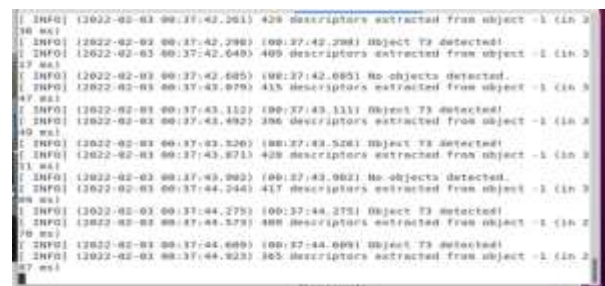 [ INFO] (2022-02-03 00:37:42.261) 429 descriptors extracted from object -1 (in 3
ms)
[ INFO] (2022-02-03 00:37:42.298) (00:37:42.298) Object 73 detected!
[ INFO] (2022-02-03 00:37:42.649) 405 descriptors extracted from object -1 (in 3
ms)
[ INFO] (2022-02-03 00:37:42.685) (00:37:42.685) No objects detected.
[ INFO] (2022-02-03 00:37:43.079) 415 descriptors extracted from object -1 (in 3
47 ms)
[ INFO] (2022-02-03 00:37:43.112) (00:37:43.111) Object 73 detected!
[ INFO] (2022-02-03 00:37:43.492) 396 descriptors extracted from object -1 (in 3
49 ms)
[ INFO] (2022-02-03 00:37:43.526) (00:37:43.526) Object 73 detected!
[ INFO] (2022-02-03 00:37:43.871) 428 descriptors extracted from object -1 (in 3
ms)
[ INFO] (2022-02-03 00:37:43.902) (00:37:43.902) No objects detected.
[ INFO] (2022-02-03 00:37:44.244) 417 descriptors extracted from object -1 (in 3
ms)
[ INFO] (2022-02-03 00:37:44.275) (00:37:44.275) Object 73 detected!
[ INFO] (2022-02-03 00:37:44.573) 400 descriptors extracted from object -1 (in 2
70 ms)
[ INFO] (2022-02-03 00:37:44.609) (00:37:44.609) Object 73 detected!
[ INFO] (2022-02-03 00:37:44.923) 365 descriptors extracted from object -1 (in 2
87 ms)